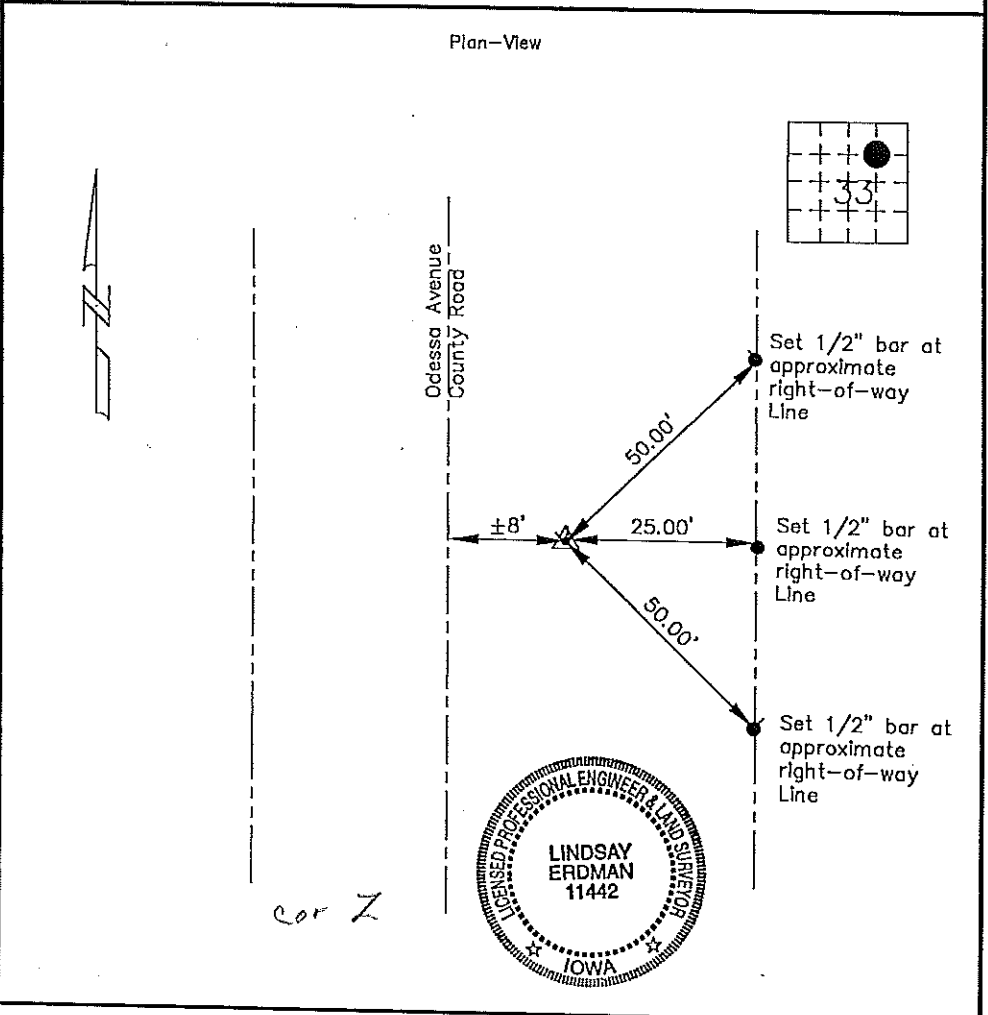 Plan-View
33
N
Odessa Avenue
County Road
Set 1/2" bar at
approximate
right-of-way
Line
50.00'
±8'
25.00'
Set 1/2" bar at
approximate
right-of-way
Line
50.00'
Set 1/2" bar at
approximate
right-of-way
Line
LICENSED PROFESSIONAL ENGINEER & LAND SURVEYOR
LINDSAY
ERDMAN
11442
IOWA
cor Z